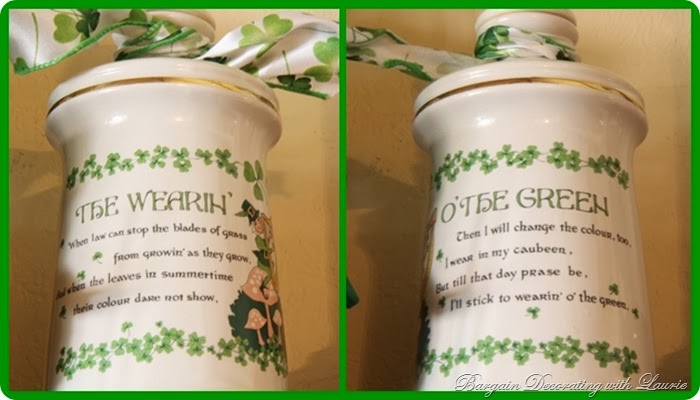 THE WEARIN'
When law can stop the blades of grass
from growin' as they grow,
And when the leaves in summertime
their colour dare not show,
O' THE GREEN
Then I will change the colour, too,
I wear in my caubeen,
But till that day prase be,
I'll stick to wearin' o' the green.
Bargain Decorating with Laurie